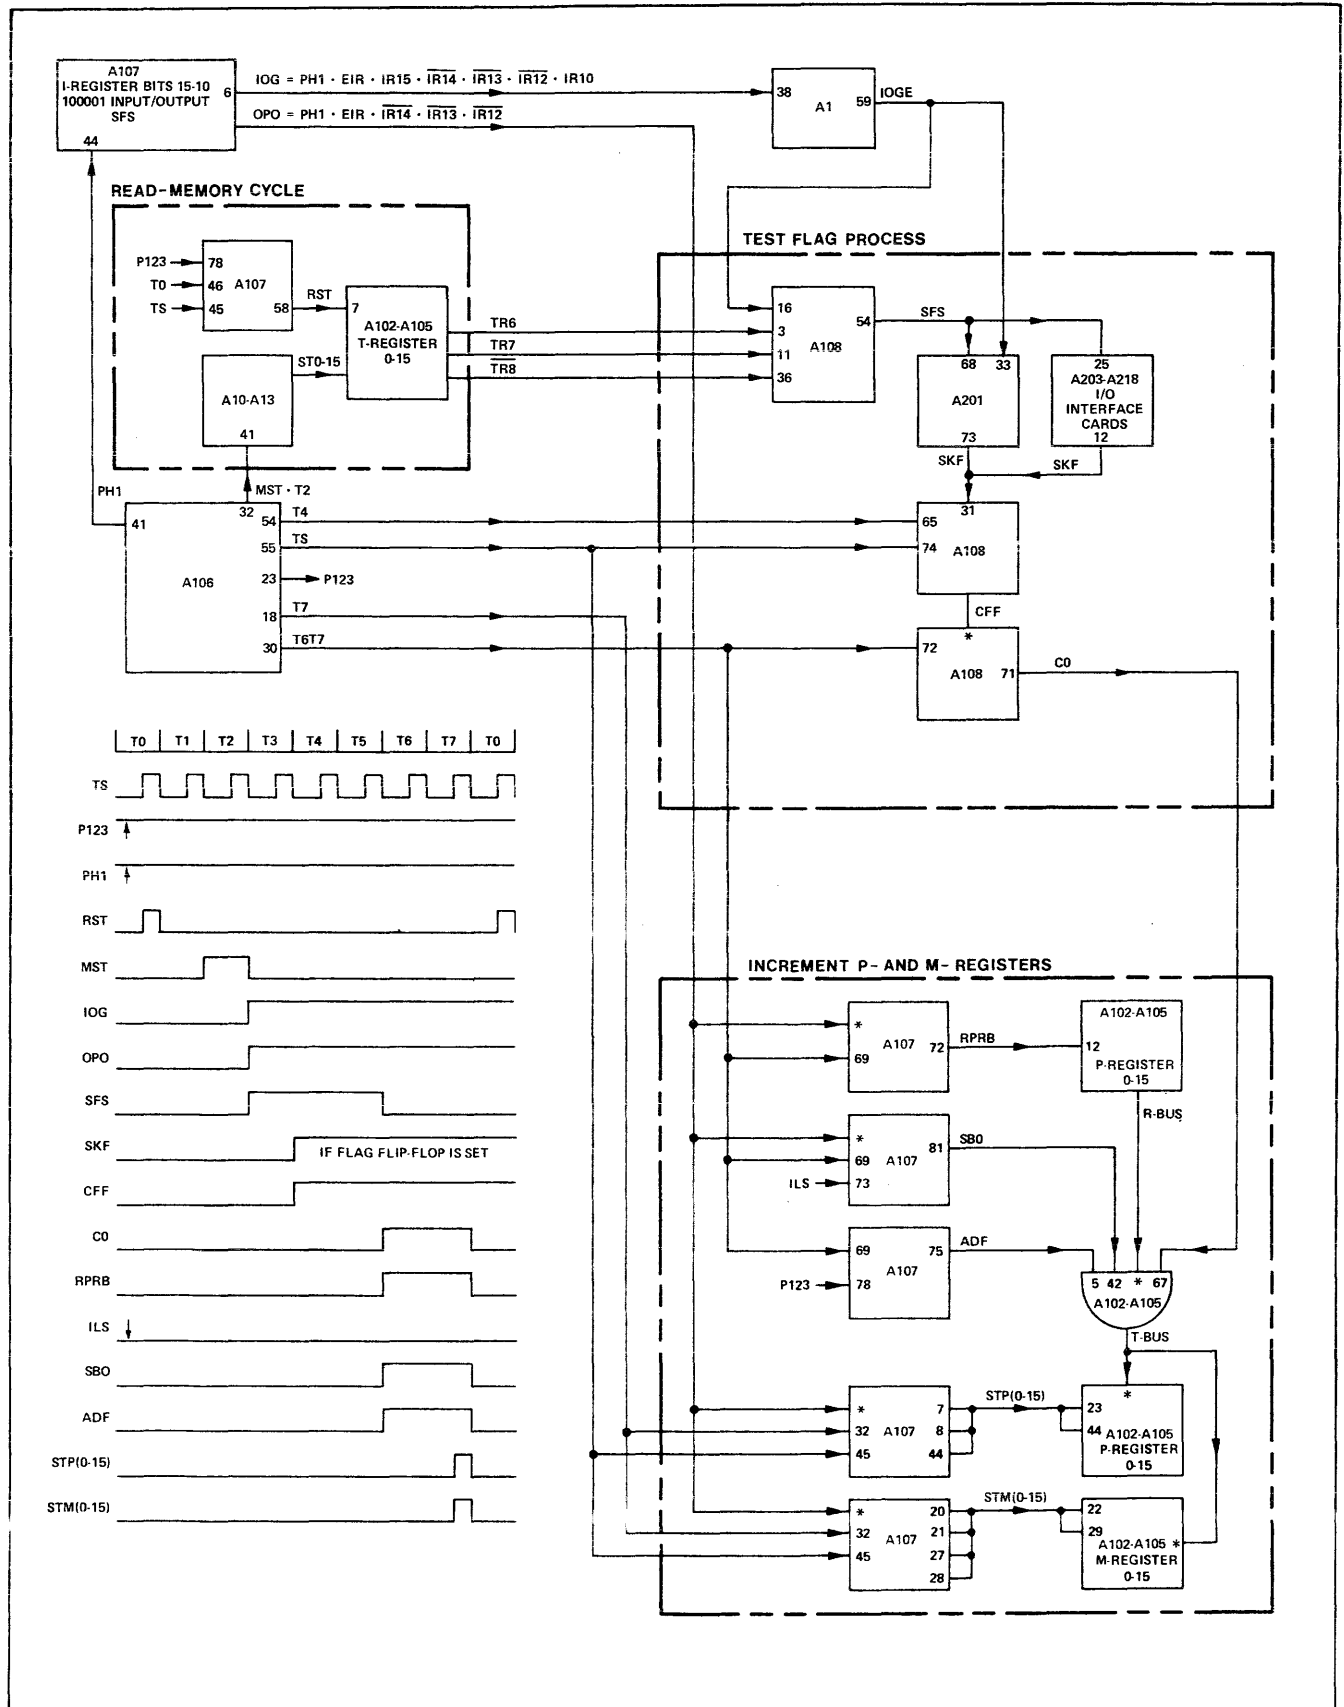 A107
I-REGISTER BITS 15-10
100001 INPUT/OUTPUT
SFS
6
44
IOG = PH1 · EIR · IR15 · IR14 · IR13 · IR12 · IR10
OPO = PH1 · EIR · IR14 · IR13 · IR12
38
A1
59
IOGE
READ-MEMORY CYCLE
P123
78
T0
46
A107
TS
45
58
RST
7
A102-A105
T-REGISTER
0-15
ST0-15
A10-A13
41
TR6
TR7
TR8
TEST FLAG PROCESS
16
3
11
36
A108
54
SFS
68
33
A201
73
25
A203-A218
I/O
INTERFACE
CARDS
12
SKF
SKF
31
65
74
A108
CFF
*
72
A108
71
C0
PH1
MST · T2
41
32
54
T4
55
TS
A106
23
P123
18
T7
30
T6T7
T0
T1
T2
T3
T4
T5
T6
T7
T0
TS
P123
PH1
RST
MST
IOG
OPO
SFS
SKF
IF FLAG FLIP-FLOP IS SET
CFF
C0
RPRB
ILS
SBO
ADF
STP(0-15)
STM(0-15)
INCREMENT P- AND M- REGISTERS
*
A107
69
72
RPRB
A102-A105
12
P-REGISTER
0-15
R-BUS
*
69
A107
81
SBO
ILS
73
69
75
ADF
A107
P123
78
5
42
*
67
A102-A105
T-BUS
*
7
32
A107
8
45
44
STP(0-15)
*
23
44
A102-A105
P-REGISTER
0-15
*
20
32
A107
21
45
27
28
STM(0-15)
22
29
A102-A105
*
M-REGISTER
0-15